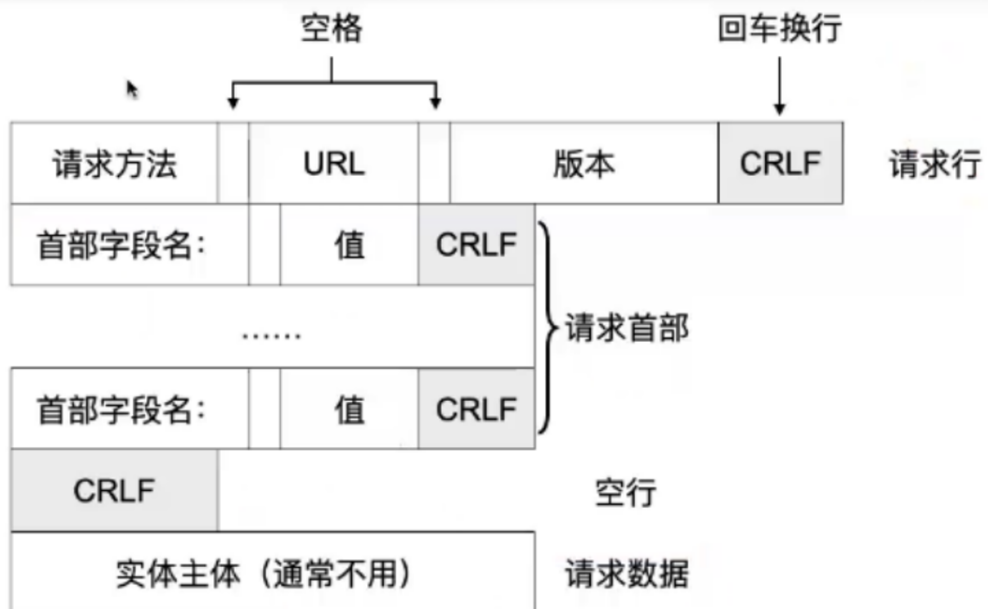 空格 回车换行
请求方法 URL 版本 CRLF 请求行
首部字段名： 值 CRLF
...... 请求首部
首部字段名： 值 CRLF
CRLF 空行
实体主体（通常不用） 请求数据